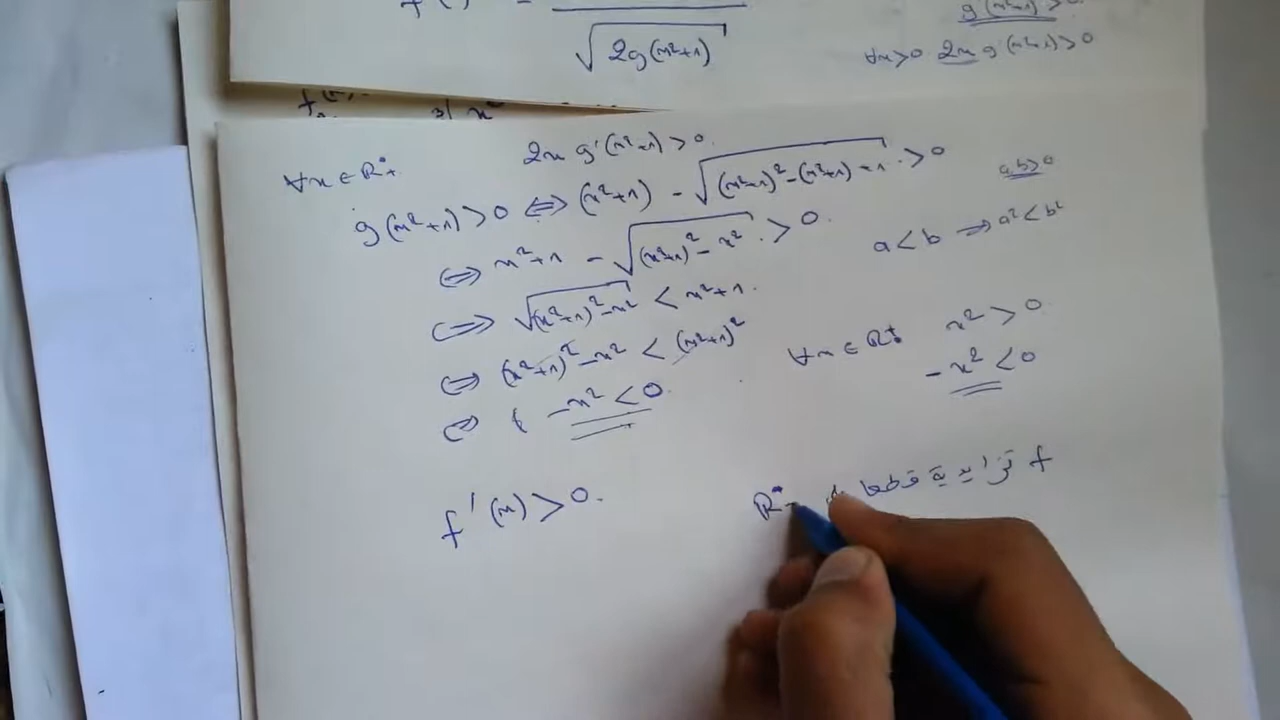 √2g(x²+1)
g(x²+1) > 0
∀x>0 2x g'(x²+1) > 0
∀x ∈ ℝ*+ 2x g'(x²+1) > 0.
g(x²+1) > 0 ⟺ (x²+1) - √(x²+1)²-(x²+1)+1 > 0
a,b > 0
⟺ x²+1 - √(x²+1)²-x² > 0.
a < b ⟹ a² < b²
⟺ √(x²+1)²-x² < x²+1.
⟺ (x²+1)²-x² < (x²+1)²
∀x ∈ ℝ*+ x² > 0
-x² < 0
⟺ -x² < 0.
f تزايدية قطعا ℝ*+
f'(x) > 0.